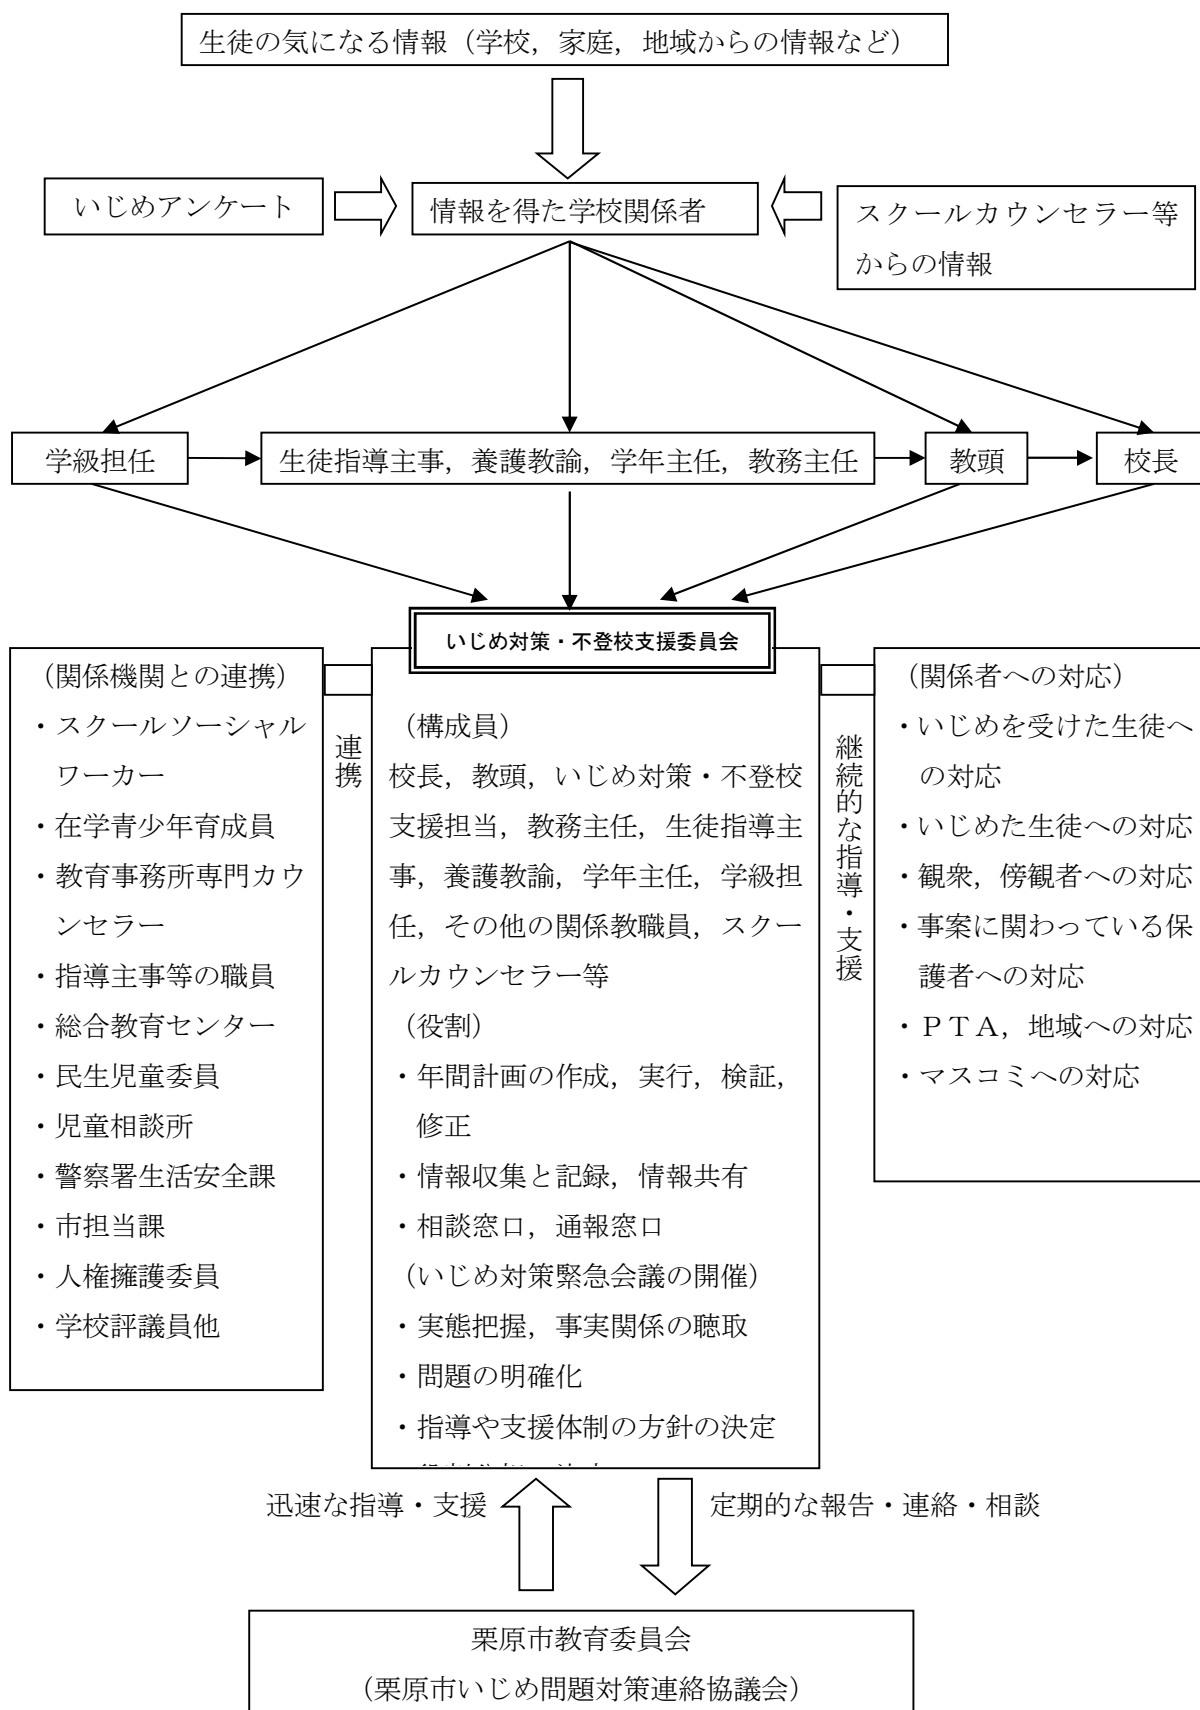 生徒の気になる情報（学校，家庭，地域からの情報など）
いじめアンケート
情報を得た学校関係者
スクールカウンセラー等
からの情報
学級担任
生徒指導主事，養護教諭，学年主任，教務主任
教頭
校長
いじめ対策・不登校支援委員会
（関係機関との連携）
・スクールソーシャル
ワーカー
・在学青少年育成員
・教育事務所専門カウ
ンセラー
・指導主事等の職員
・総合教育センター
・民生児童委員
・児童相談所
・警察署生活安全課
・市担当課
・人権擁護委員
・学校評議員他
連携
（構成員）
校長，教頭，いじめ対策・不登校
支援担当，教務主任，生徒指導主
事，養護教諭，学年主任，学級担
任，その他の関係教職員，スクー
ルカウンセラー等
（役割）
・年間計画の作成，実行，検証，
修正
・情報収集と記録，情報共有
・相談窓口，通報窓口
（いじめ対策緊急会議の開催）
・実態把握，事実関係の聴取
・問題の明確化
・指導や支援体制の方針の決定
継続的な指導・支援
（関係者への対応）
・いじめを受けた生徒へ
の対応
・いじめた生徒への対応
・観衆，傍観者への対応
・事案に関わっている保
護者への対応
・ＰＴＡ，地域への対応
・マスコミへの対応
迅速な指導・支援
定期的な報告・連絡・相談
栗原市教育委員会
（栗原市いじめ問題対策連絡協議会）